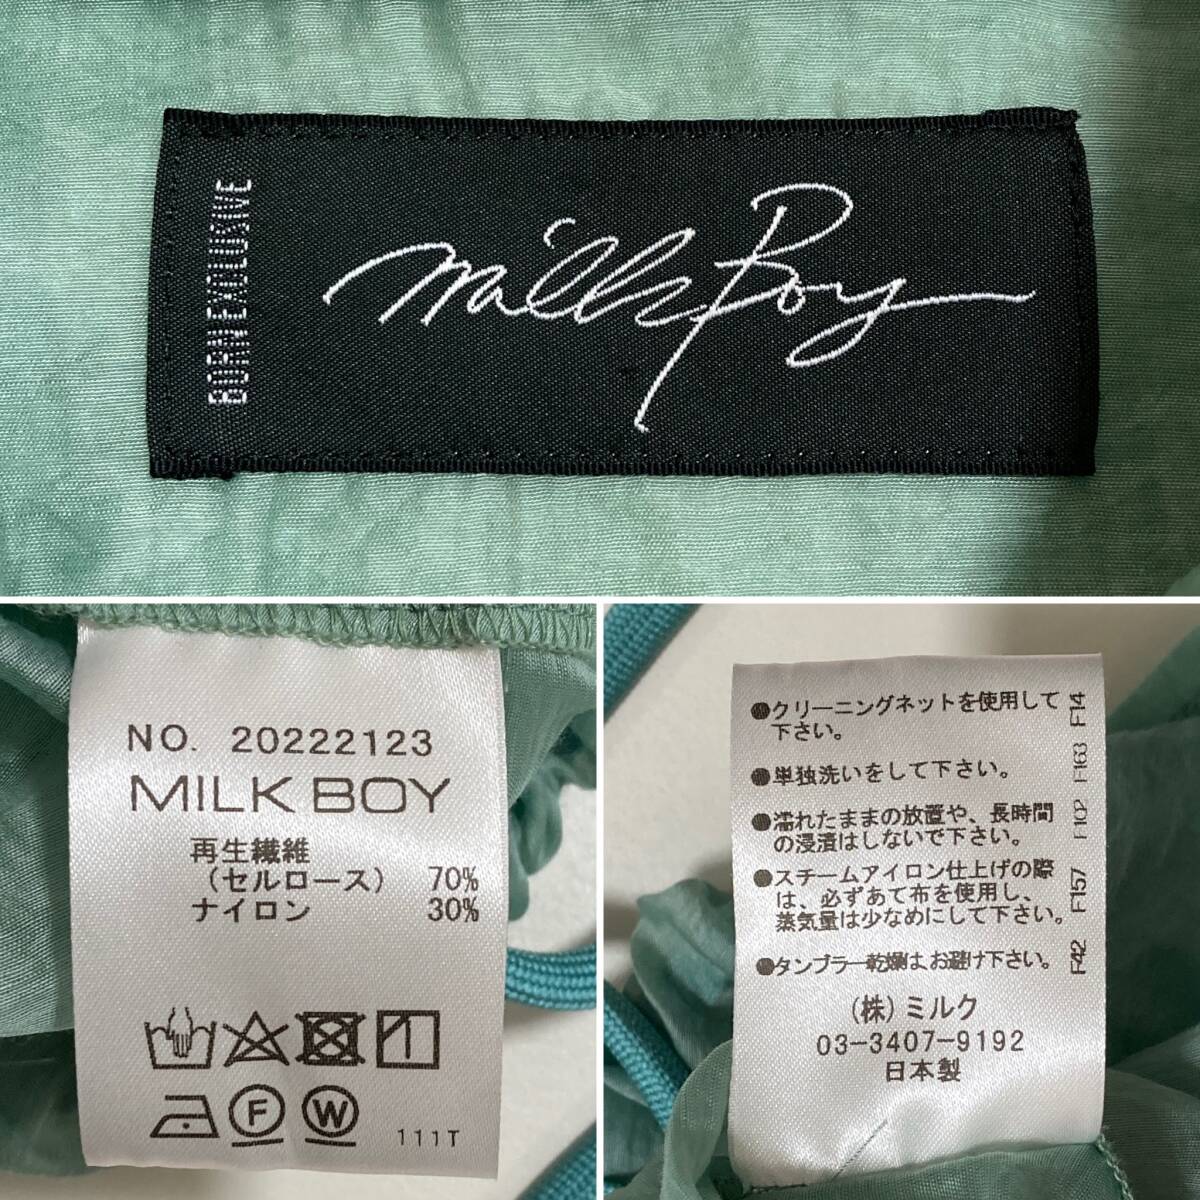 BORN EXCLUSIVE
Milk Boy
NO. 20222123
MILK BOY
再生繊維
(セルロース) 70%
ナイロン 30%
F
W
111T
●クリーニングネットを使用して
下さい。
●単独洗いをして下さい。
●濡れたままの放置や、長時間
の浸漬はしないで下さい。
●スチームアイロン仕上げの際
は、必ずあて布を使用し、
蒸気量は少なめにして下さい。
●タンブラー乾燥は、お避け下さい。
F42 F157 F102 F163 F14
(株)ミルク
03-3407-9192
日本製